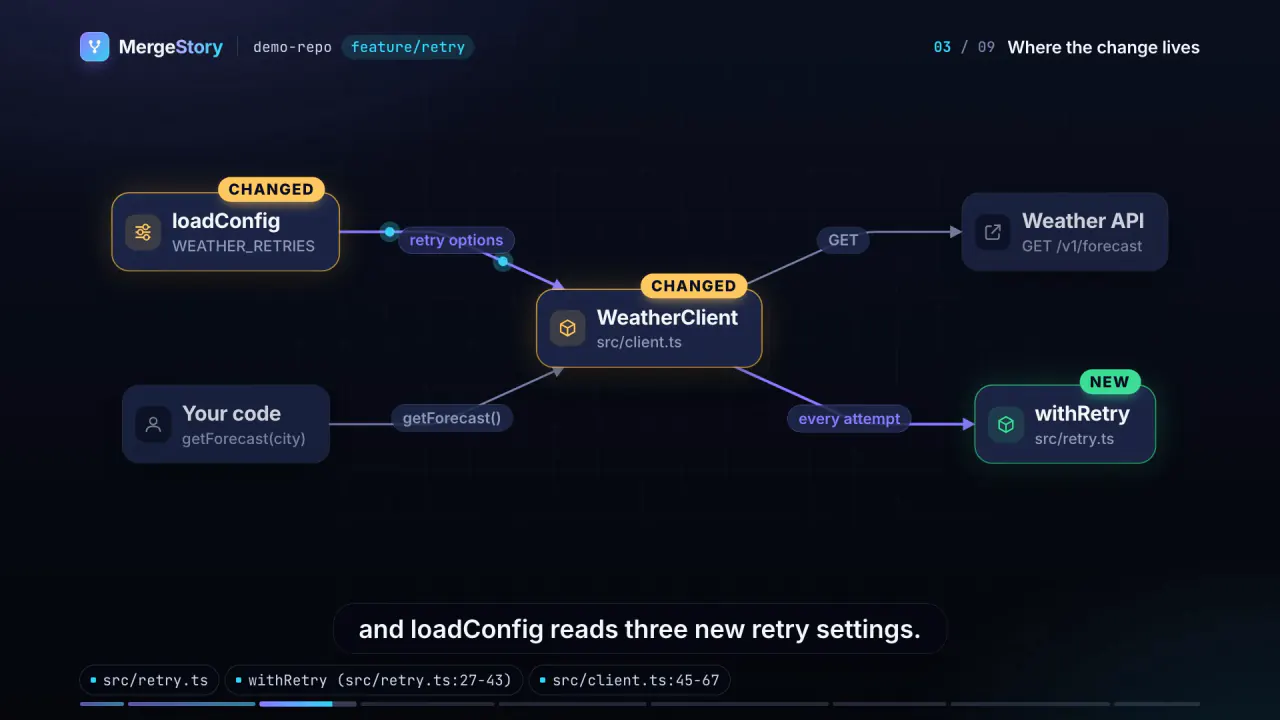 MergeStory
demo-repo
feature/retry
03 / 09 Where the change lives
CHANGED
loadConfig
WEATHER_RETRIES
retry options
GET
Weather API
GET /v1/forecast
CHANGED
WeatherClient
src/client.ts
Your code
getForecast(city)
getForecast()
every attempt
NEW
withRetry
src/retry.ts
and loadConfig reads three new retry settings.
src/retry.ts
withRetry (src/retry.ts:27-43)
src/client.ts:45-67